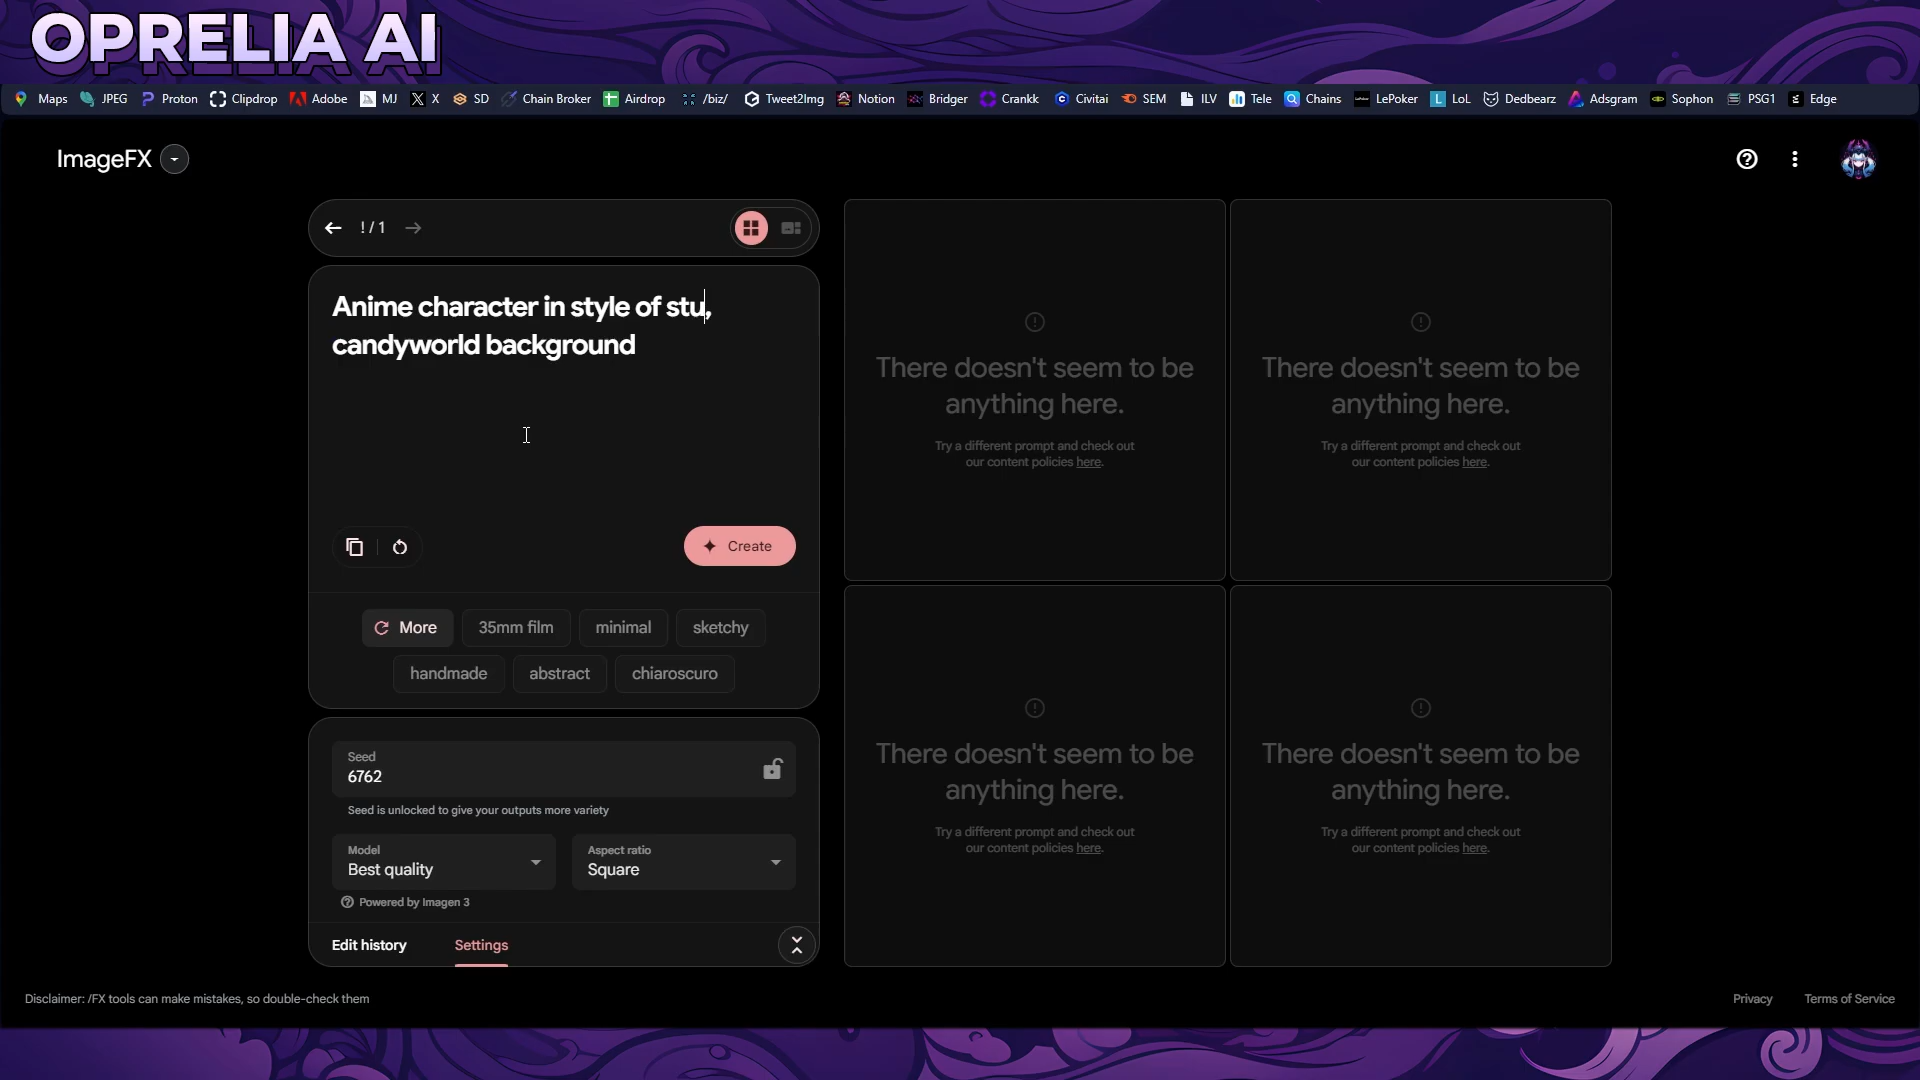 OPRELIA AI
Maps JPEG Proton Clipdrop Adobe MJ X SD Chain Broker Airdrop /biz/ Tweet2Img Notion Bridger Crankk Civitai SEM ILV Tele Chains LePoker LoL Dedbearz Adsgram Sophon PSG1 Edge
ImageFX
! / 1
Anime character in style of stu,
candyworld background
Create
More 35mm film minimal sketchy
handmade abstract chiaroscuro
Seed
6762
Seed is unlocked to give your outputs more variety
Model
Best quality
Aspect ratio
Square
Powered by Imagen 3
Edit history Settings
There doesn't seem to be
anything here.
Try a different prompt and check out
our content policies here.
There doesn't seem to be
anything here.
Try a different prompt and check out
our content policies here.
There doesn't seem to be
anything here.
Try a different prompt and check out
our content policies here.
There doesn't seem to be
anything here.
Try a different prompt and check out
our content policies here.
Disclaimer: /FX tools can make mistakes, so double-check them
Privacy Terms of Service